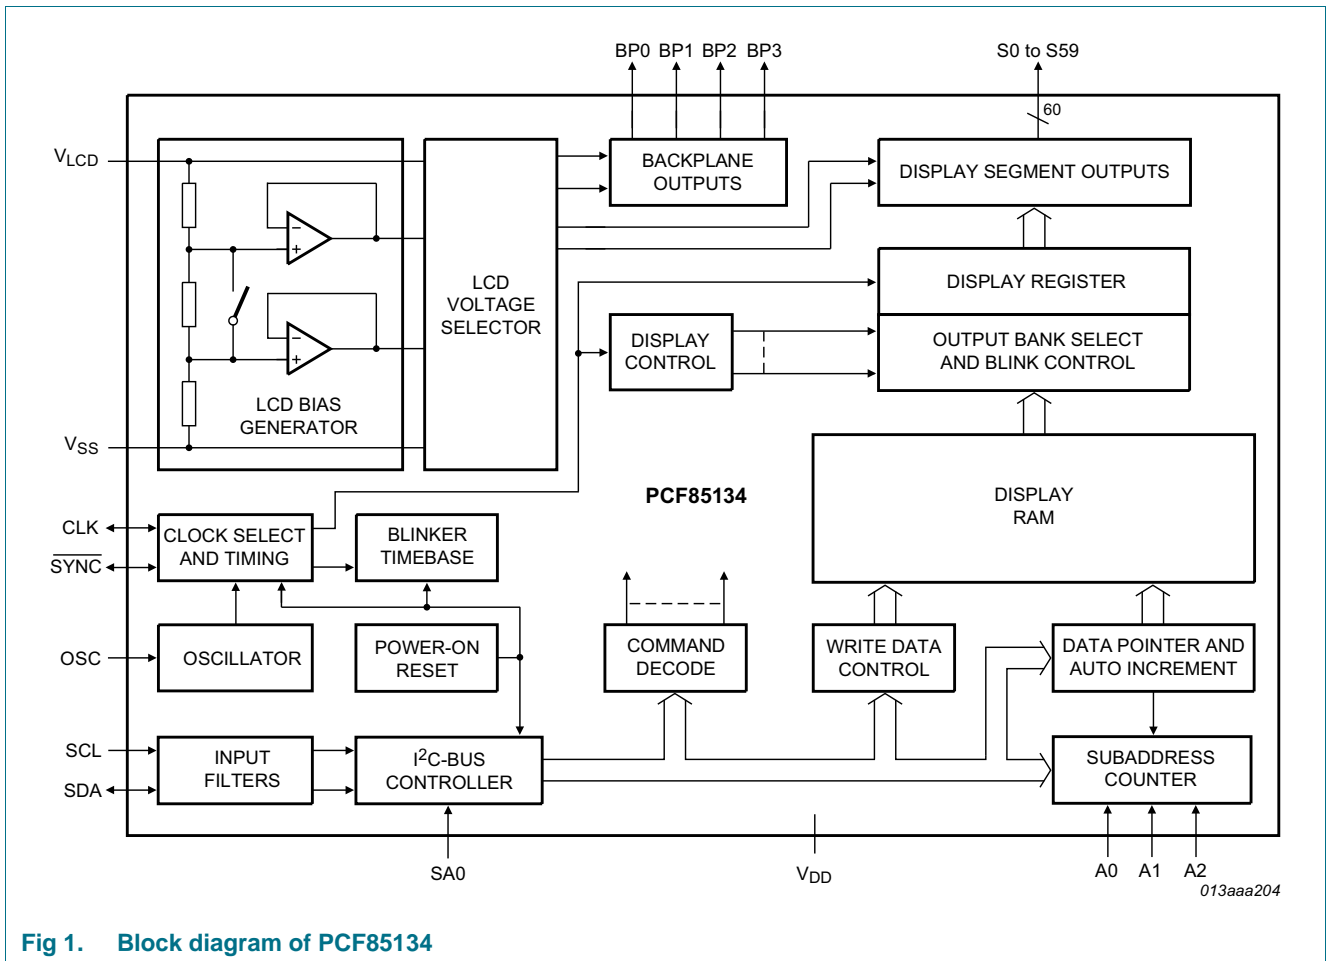 BP0 BP1 BP2 BP3
S0 to S59
60
VLCD
BACKPLANE
OUTPUTS
DISPLAY SEGMENT OUTPUTS
−
+
LCD
VOLTAGE
SELECTOR
DISPLAY REGISTER
−
+
DISPLAY
CONTROL
OUTPUT BANK SELECT
AND BLINK CONTROL
LCD BIAS
GENERATOR
VSS
PCF85134
DISPLAY
RAM
CLK
SYNC
CLOCK SELECT
AND TIMING
BLINKER
TIMEBASE
OSC
OSCILLATOR
POWER-ON
RESET
COMMAND
DECODE
WRITE DATA
CONTROL
DATA POINTER AND
AUTO INCREMENT
SCL
SDA
INPUT
FILTERS
I2C-BUS
CONTROLLER
SUBADDRESS
COUNTER
SA0
VDD
A0 A1 A2
013aaa204
Fig 1. Block diagram of PCF85134